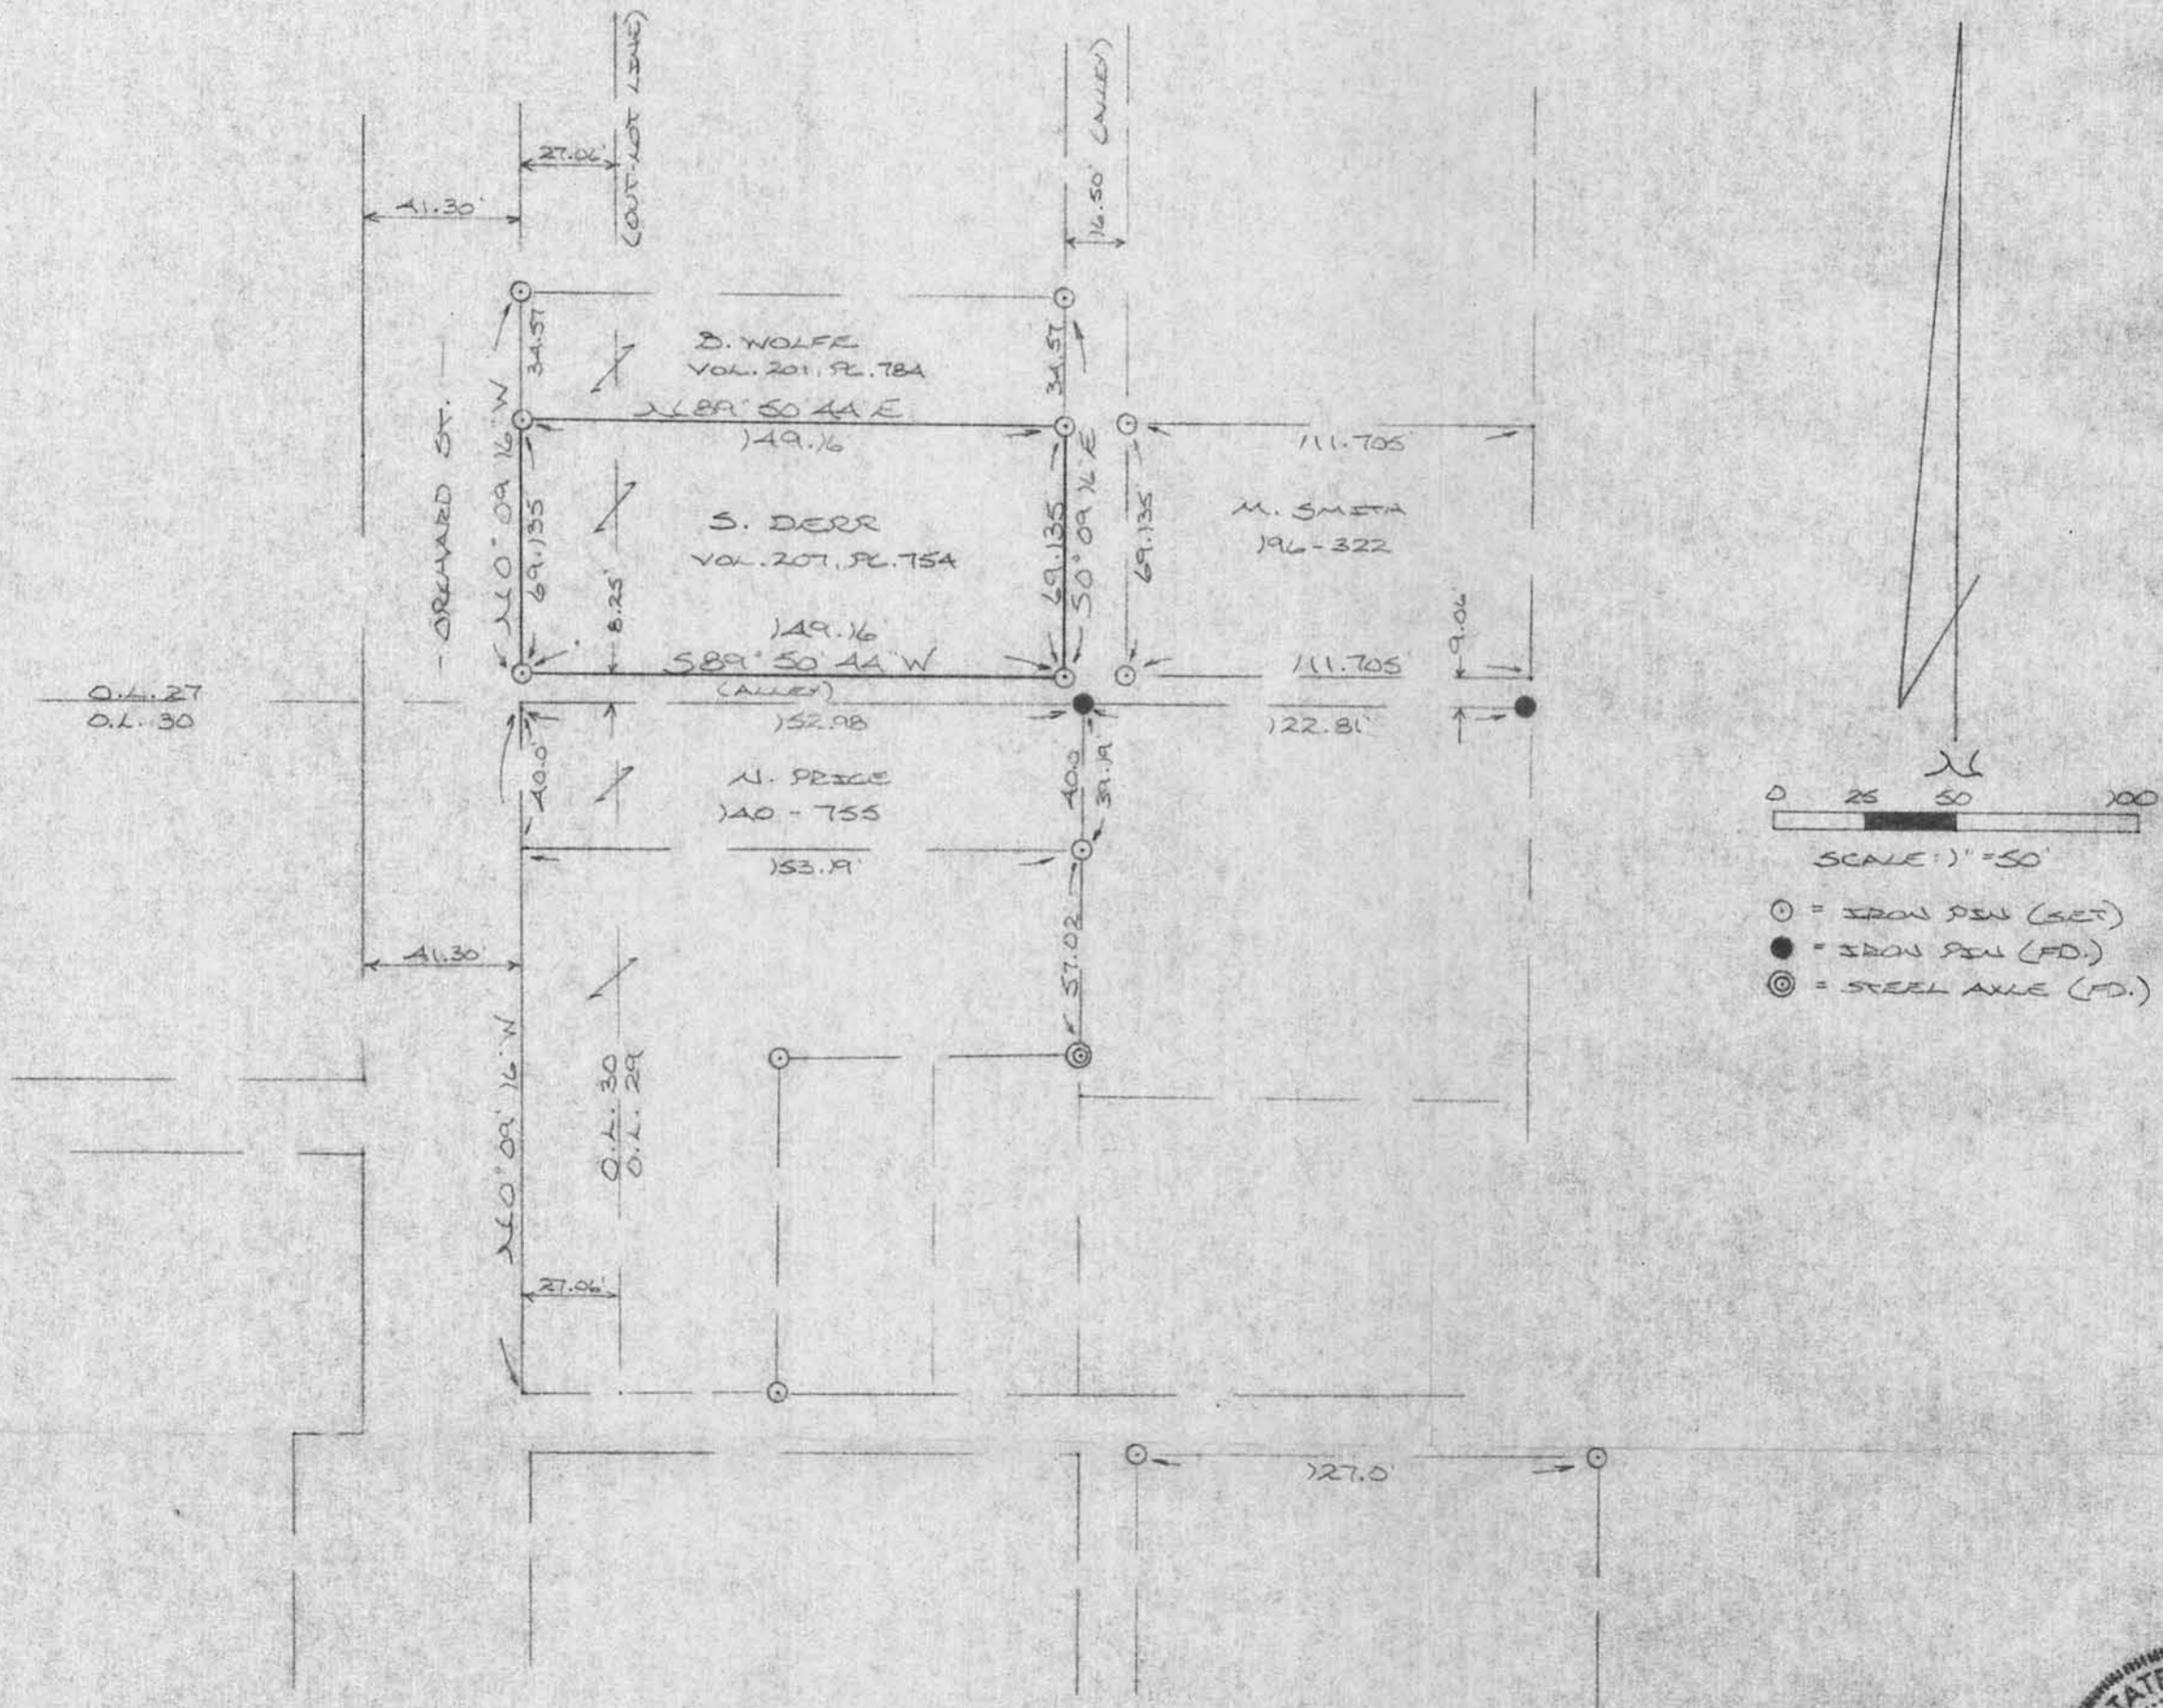 (OUT-LOT LINE)
16.50' (ALLEY)
27.06'
41.30'
34.57
B. WOLFE
VOL. 201, PG. 784
34.57
N 89° 50' 44" E
149.16
- ORCHARD ST. -
N 0° 09' 16" W
69.135
8.25'
S. DERR
VOL. 207, PG. 754
69.135
S 0° 09' 16" E
69.135
111.705
M. SMITH
196-322
149.16
S 89° 50' 44" W
(ALLEY)
111.705
9.06'
O.L. 27
O.L. 30
152.98
122.81'
40.0'
N. PRICE
140 - 755
40.0
39.19
153.19'
57.02
41.30'
N 0° 09' 16" W
O.L. 30
O.L. 29
27.06'
127.0'
N
0 25 50 100
SCALE: 1" = 50'
= IRON PIN (SET)
= IRON PIN (FD.)
= STEEL AXLE (FD.)